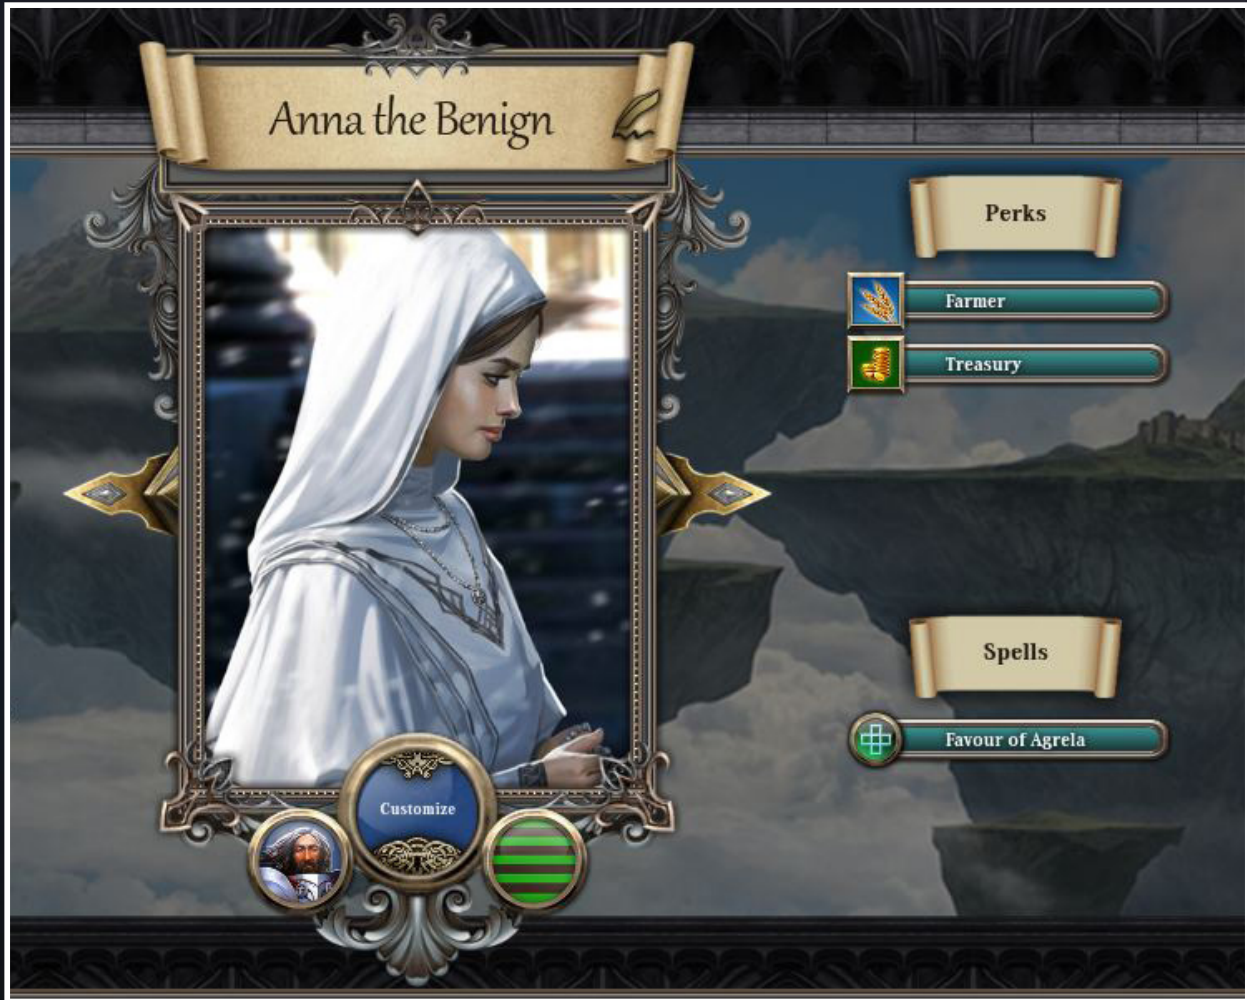 Anna the Benign
Perks
Farmer
Treasury
Spells
Favour of Agrela
Customize